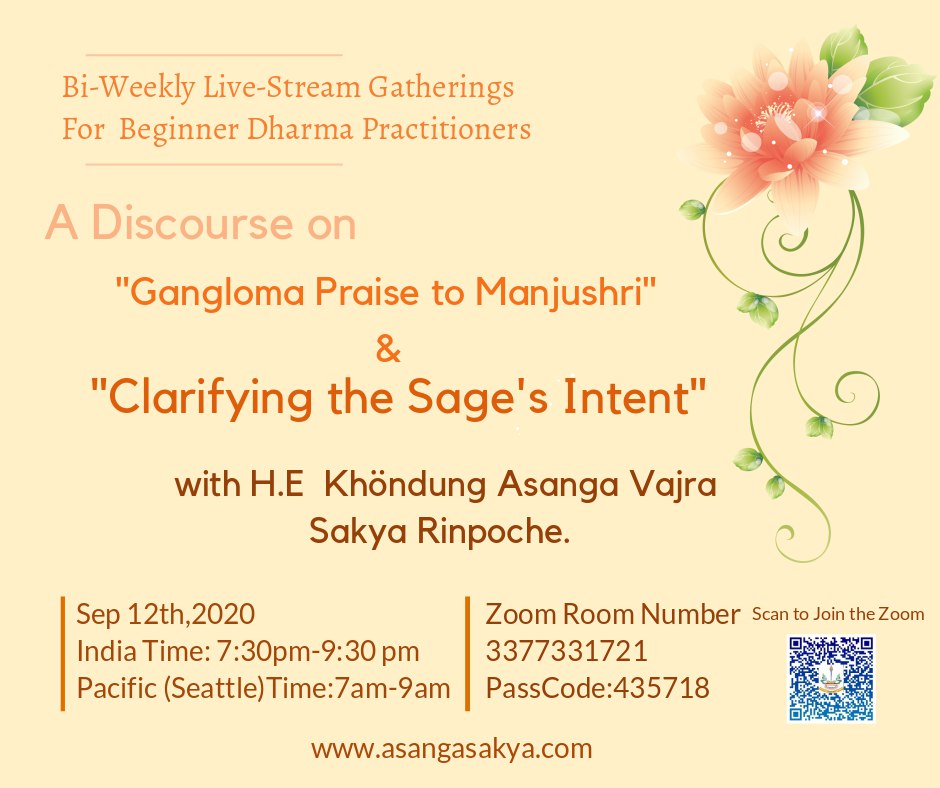 Bi-Weekly Live-Stream Gatherings
For Beginner Dharma Practitioners
A Discourse on
"Gangloma Praise to Manjushri"
&
"Clarifying the Sage's Intent"
with H.E Khöndung Asanga Vajra
Sakya Rinpoche.
Sep 12th,2020
India Time: 7:30pm-9:30 pm
Pacific (Seattle)Time:7am-9am
Zoom Room Number
3377331721
PassCode:435718
Scan to Join the Zoom
www.asangasakya.com